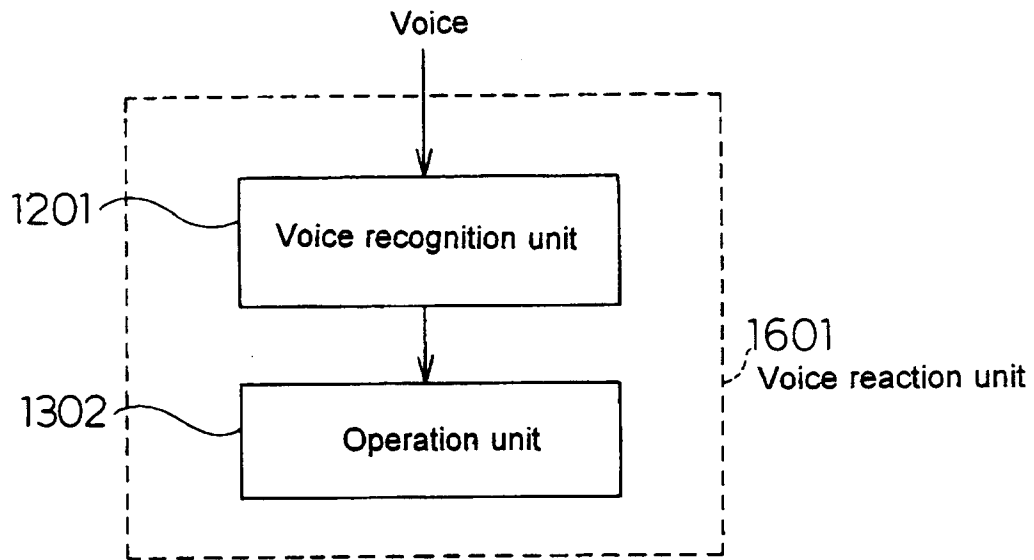 Voice
1201
Voice recognition unit
1601
Voice reaction unit
1302
Operation unit